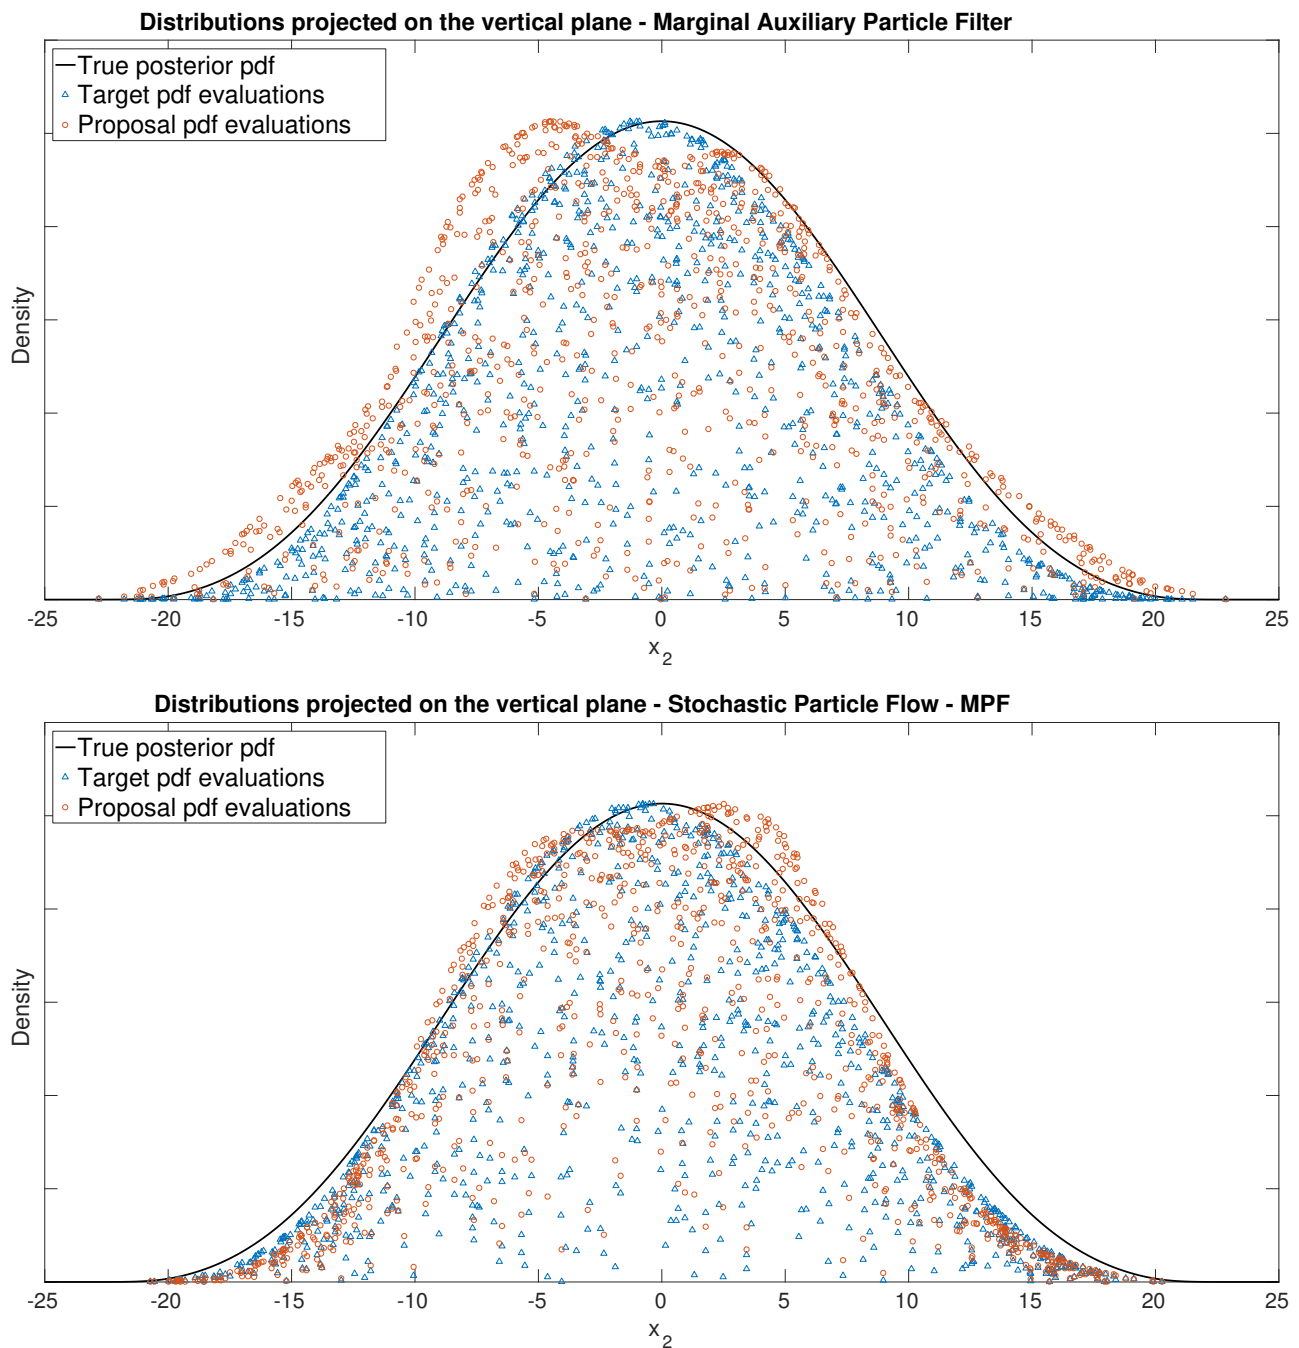 Distributions projected on the vertical plane - Marginal Auxiliary Particle Filter
True posterior pdf
Target pdf evaluations
Proposal pdf evaluations
Density
-25 -20 -15 -10 -5 0 5 10 15 20 25
x2
Distributions projected on the vertical plane - Stochastic Particle Flow - MPF
True posterior pdf
Target pdf evaluations
Proposal pdf evaluations
Density
-25 -20 -15 -10 -5 0 5 10 15 20 25
x2